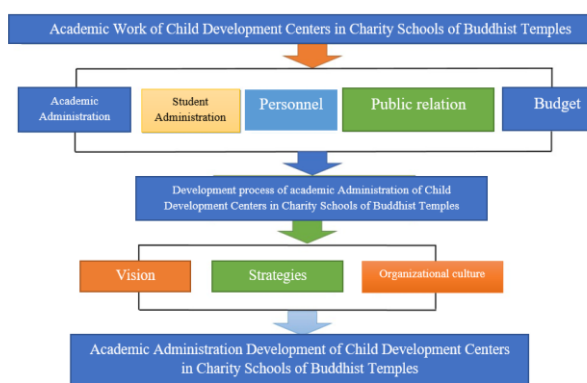 Academic Work of Child Development Centers in Charity Schools of Buddhist Temples
Academic
Administration
Student
Administration
Personnel
Public relation
Budget
Development process of academic Administration of Child
Development Centers in Charity Schools of Buddhist Temples
Vision
Strategies
Organizational culture
Academic Administration Development of Child Development Centers
in Charity Schools of Buddhist Temples